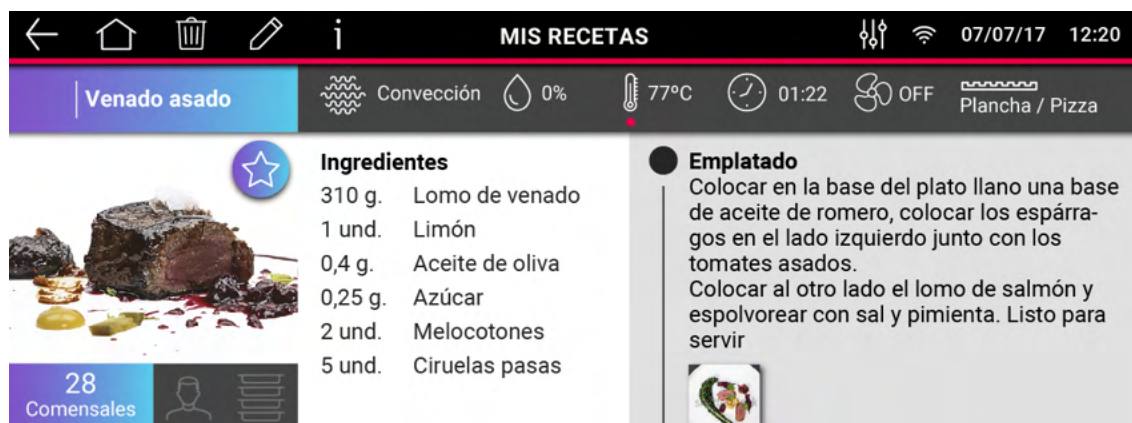 MIS RECETAS
07/07/17 12:20
Venado asado
Convección 0% 77ºC 01:22 OFF Plancha / Pizza
Ingredientes
310 g. Lomo de venado
1 und. Limón
0,4 g. Aceite de oliva
0,25 g. Azúcar
2 und. Melocotones
5 und. Ciruelas pasas
Emplatado
Colocar en la base del plato llano una base
de aceite de romero, colocar los espárra-
gos en el lado izquierdo junto con los
tomates asados.
Colocar al otro lado el lomo de salmón y
espolvorear con sal y pimienta. Listo para
servir
28
Comensales